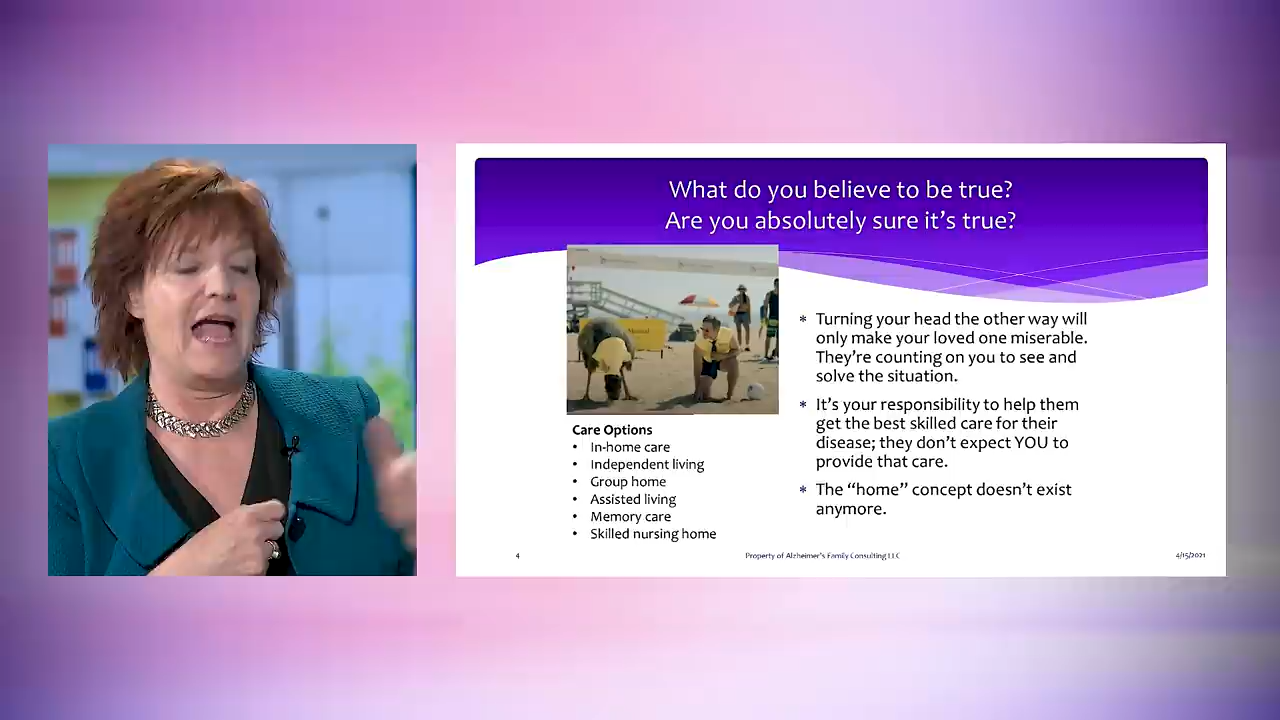 What do you believe to be true?
Are you absolutely sure it’s true?
Care Options
• In-home care
• Independent living
• Group home
• Assisted living
• Memory care
• Skilled nursing home
* Turning your head the other way will
only make your loved one miserable.
They’re counting on you to see and
solve the situation.
* It’s your responsibility to help them
get the best skilled care for their
disease; they don’t expect YOU to
provide that care.
* The “home” concept doesn’t exist
anymore.
4
Property of Alzheimer’s Family Consulting LLC
4/15/2021